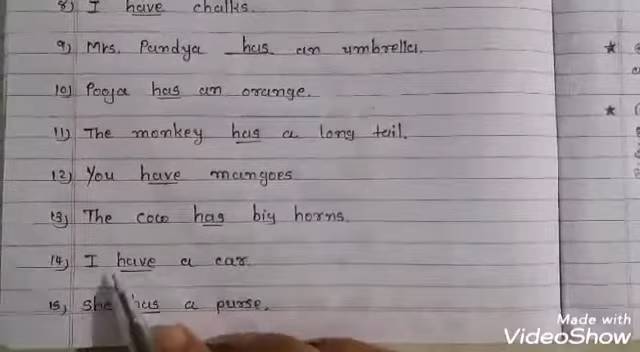 8) I have chalks.
9) Mrs. Pandya has an umbrella.
10) Pooja has an orange.
11) The monkey has a long tail.
12) You have mangoes
13) The cow has big horns.
14) I have a car
15) She has a purse.
Made with
VideoShow